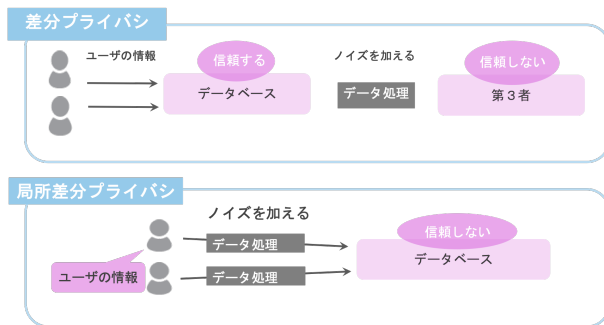 差分プライバシ
ユーザの情報
信頼する
データベース
ノイズを加える
データ処理
信頼しない
第３者
局所差分プライバシ
ノイズを加える
データ処理
データ処理
ユーザの情報
信頼しない
データベース